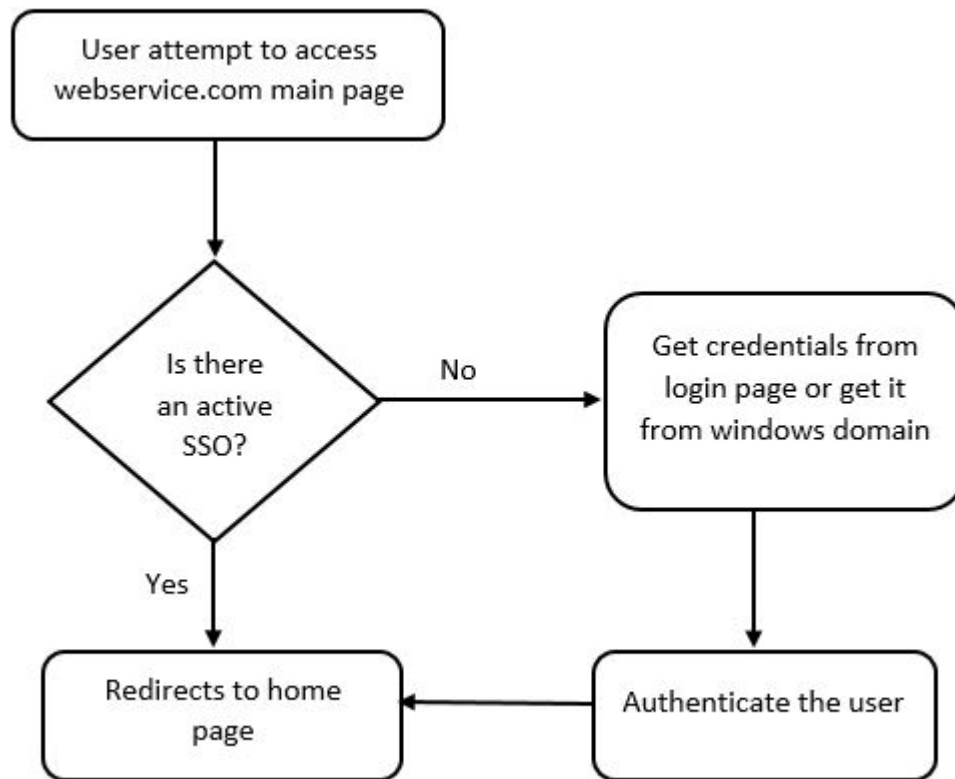 User attempt to access
webservice.com main page
Is there
an active
SSO?
No
Get credentials from
login page or get it
from windows domain
Yes
Redirects to home
page
Authenticate the user